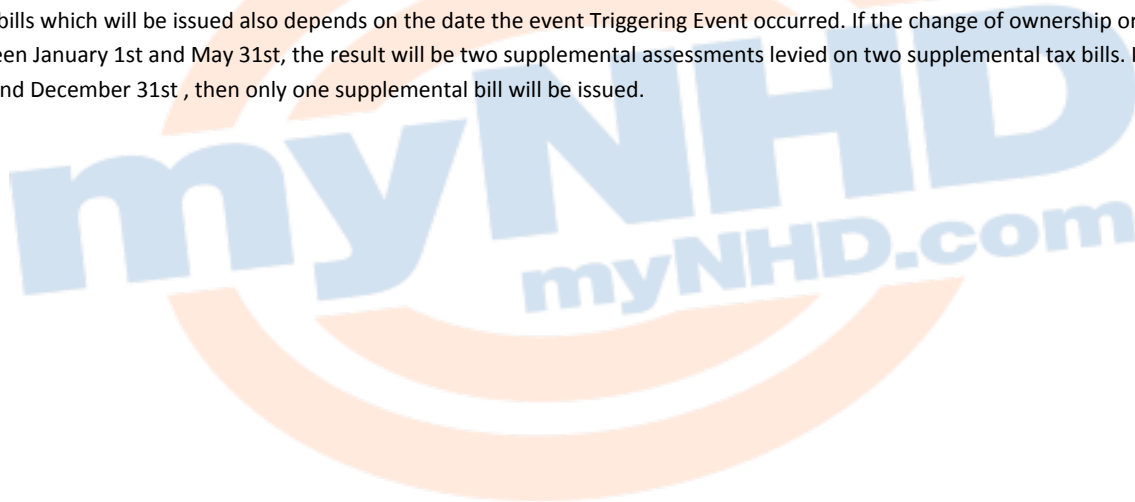 bills which will be issued also depends on the date the event Triggering Event occurred. If the change of ownership or
een January 1st and May 31st, the result will be two supplemental assessments levied on two supplemental tax bills.
nd December 31st , then only one supplemental bill will be issued.
myNHD
myNHD.com